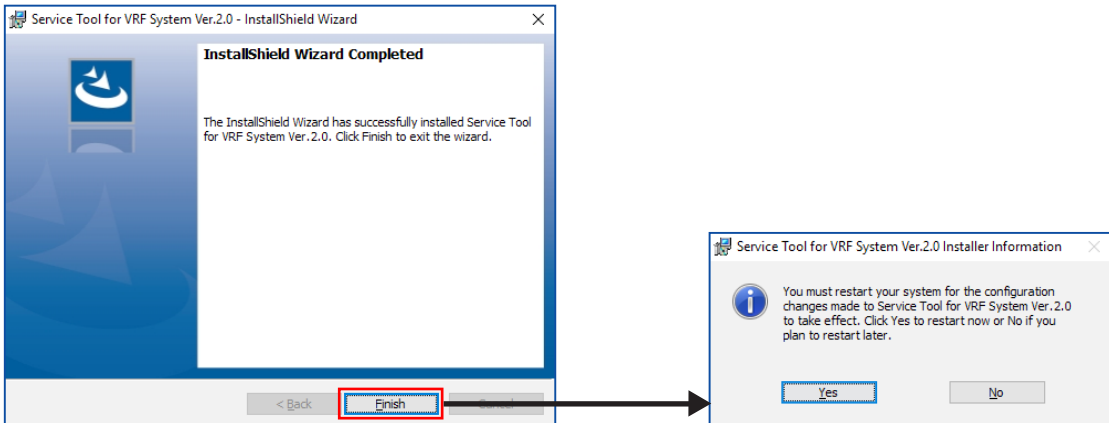 Service Tool for VRF System Ver.2.0 - InstallShield Wizard
InstallShield Wizard Completed
The InstallShield Wizard has successfully installed Service Tool
for VRF System Ver.2.0. Click Finish to exit the wizard.
< Back
Finish
Service Tool for VRF System Ver.2.0 Installer Information
You must restart your system for the configuration
changes made to Service Tool for VRF System Ver.2.0
to take effect. Click Yes to restart now or No if you
plan to restart later.
Yes
No